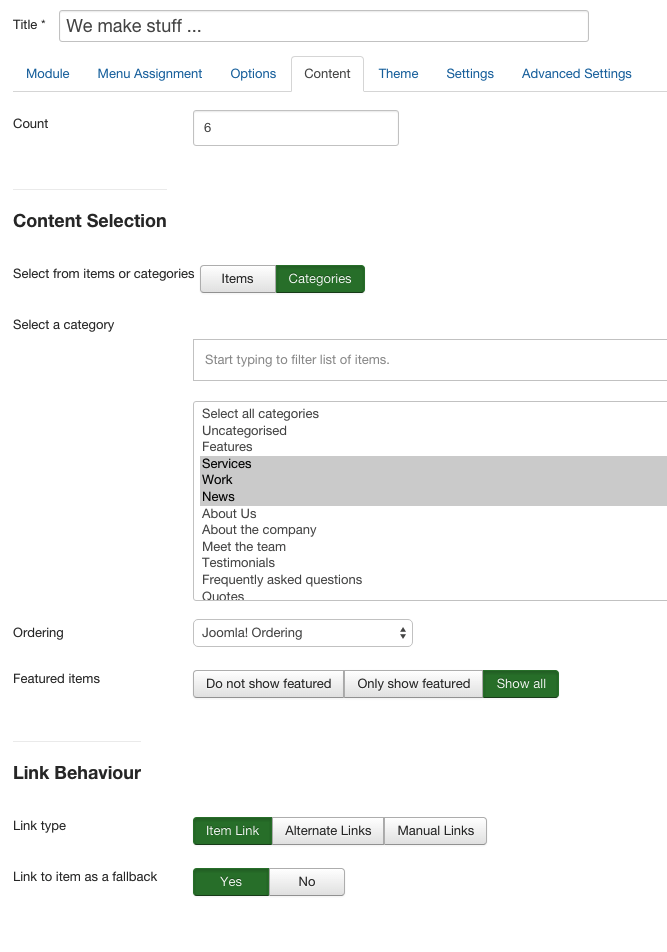 Title * We make stuff ...
Module Menu Assignment Options Content Theme Settings Advanced Settings
Count 6
Content Selection
Select from items or categories Items Categories
Select a category
Start typing to filter list of items.
Select all categories
Uncategorised
Features
Services
Work
News
About Us
About the company
Meet the team
Testimonials
Frequently asked questions
Quotes
Ordering Joomla! Ordering
Featured items Do not show featured Only show featured Show all
Link Behaviour
Link type Item Link Alternate Links Manual Links
Link to item as a fallback Yes No